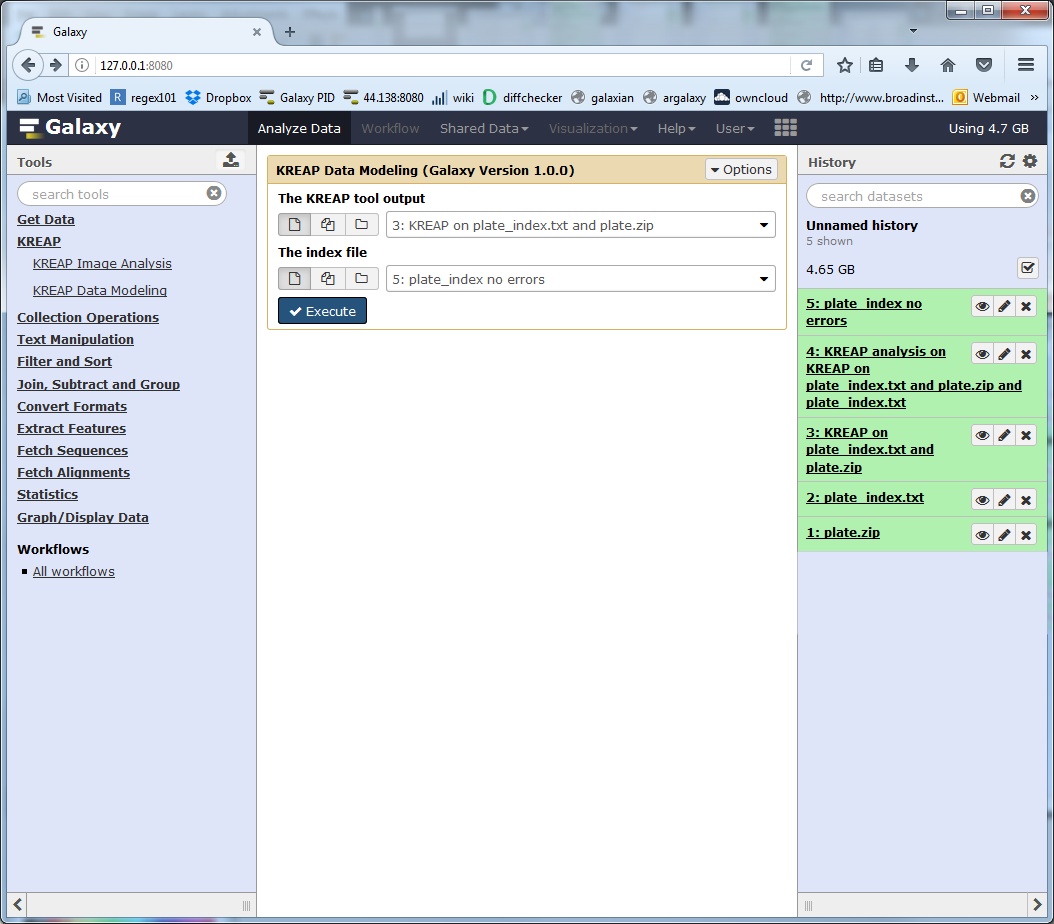 Galaxy
127.0.0.1:8080
Most Visited R regex101 Dropbox Galaxy PID 44.138:8080 wiki D diffchecker galaxian argalaxy owncloud http://www.broadinst... Webmail »
Galaxy Analyze Data Workflow Shared Data Visualization Help User Using 4.7 GB
Tools
search tools
Get Data
KREAP
KREAP Image Analysis
KREAP Data Modeling
Collection Operations
Text Manipulation
Filter and Sort
Join, Subtract and Group
Convert Formats
Extract Features
Fetch Sequences
Fetch Alignments
Statistics
Graph/Display Data
Workflows
All workflows
KREAP Data Modeling (Galaxy Version 1.0.0) Options
The KREAP tool output
3: KREAP on plate_index.txt and plate.zip
The index file
5: plate_index no errors
Execute
History
search datasets
Unnamed history
5 shown
4.65 GB
5: plate_index no
errors
4: KREAP analysis on
KREAP on
plate_index.txt and plate.zip and
plate_index.txt
3: KREAP on
plate_index.txt and
plate.zip
2: plate_index.txt
1: plate.zip